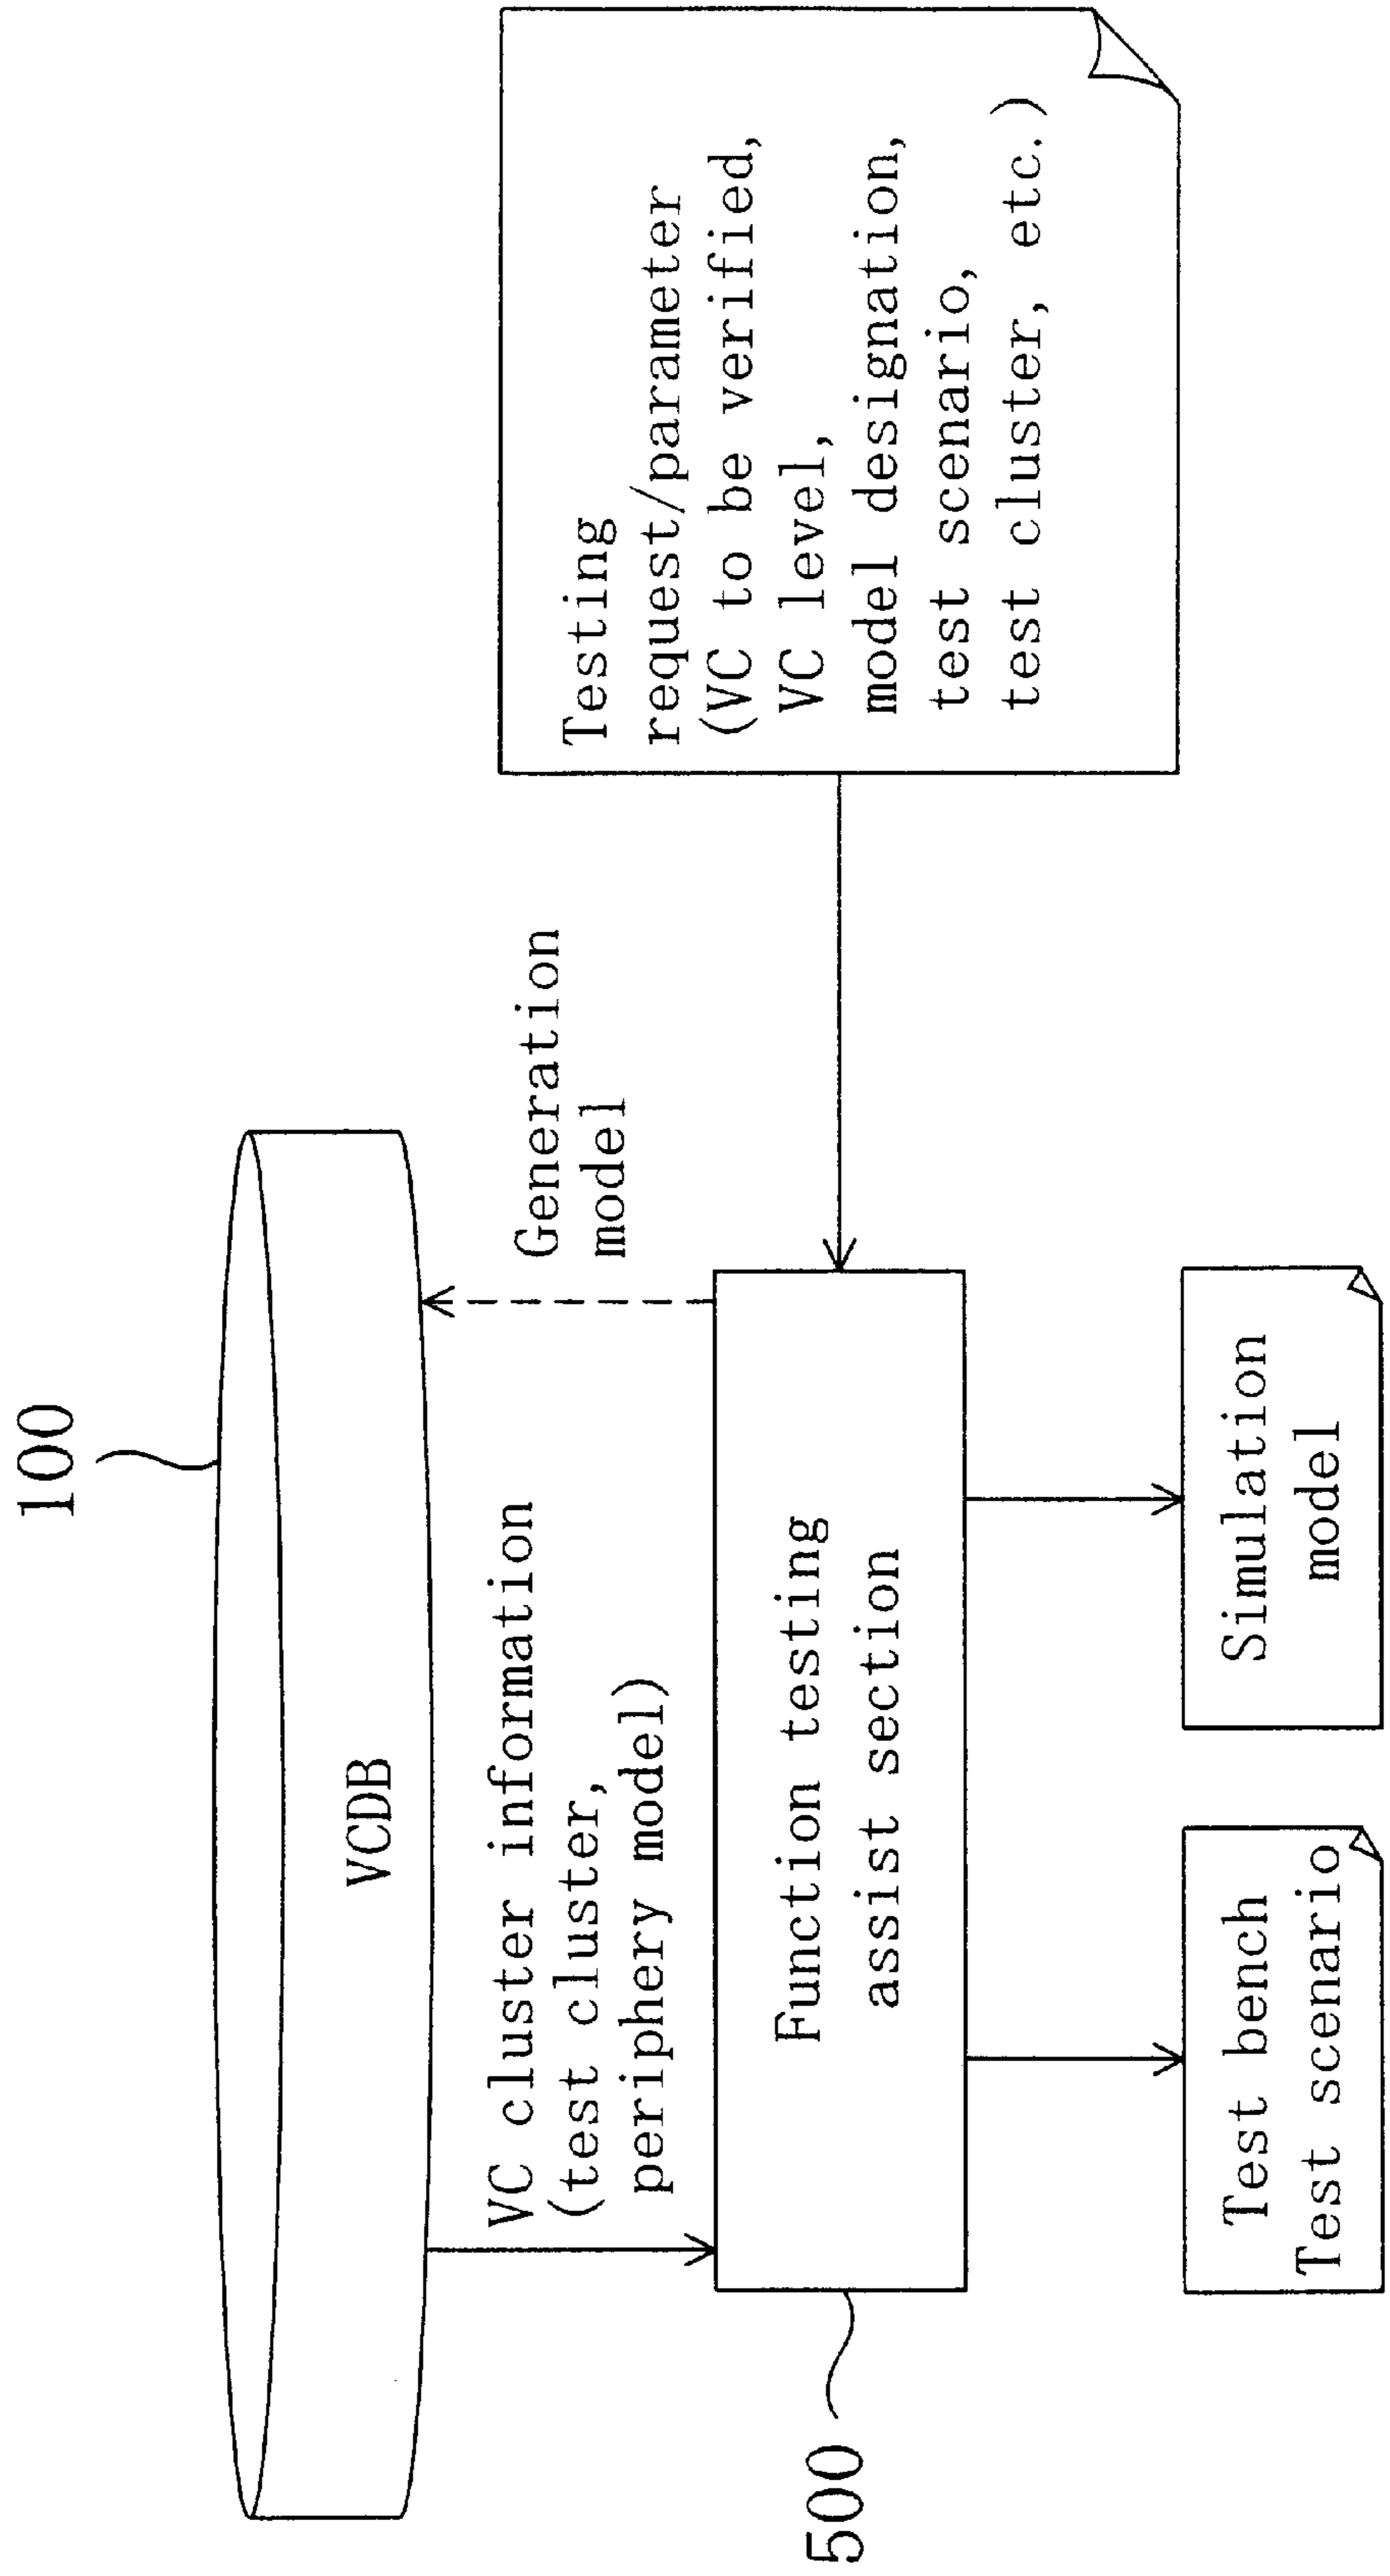 100
VCDB
VC cluster information
(test cluster,
periphery model)
Generation
model
Testing
request/parameter
(VC to be verified,
VC level,
model designation,
test scenario,
test cluster, etc.)
500
Function testing
assist section
Test bench
Test scenario
Simulation
model